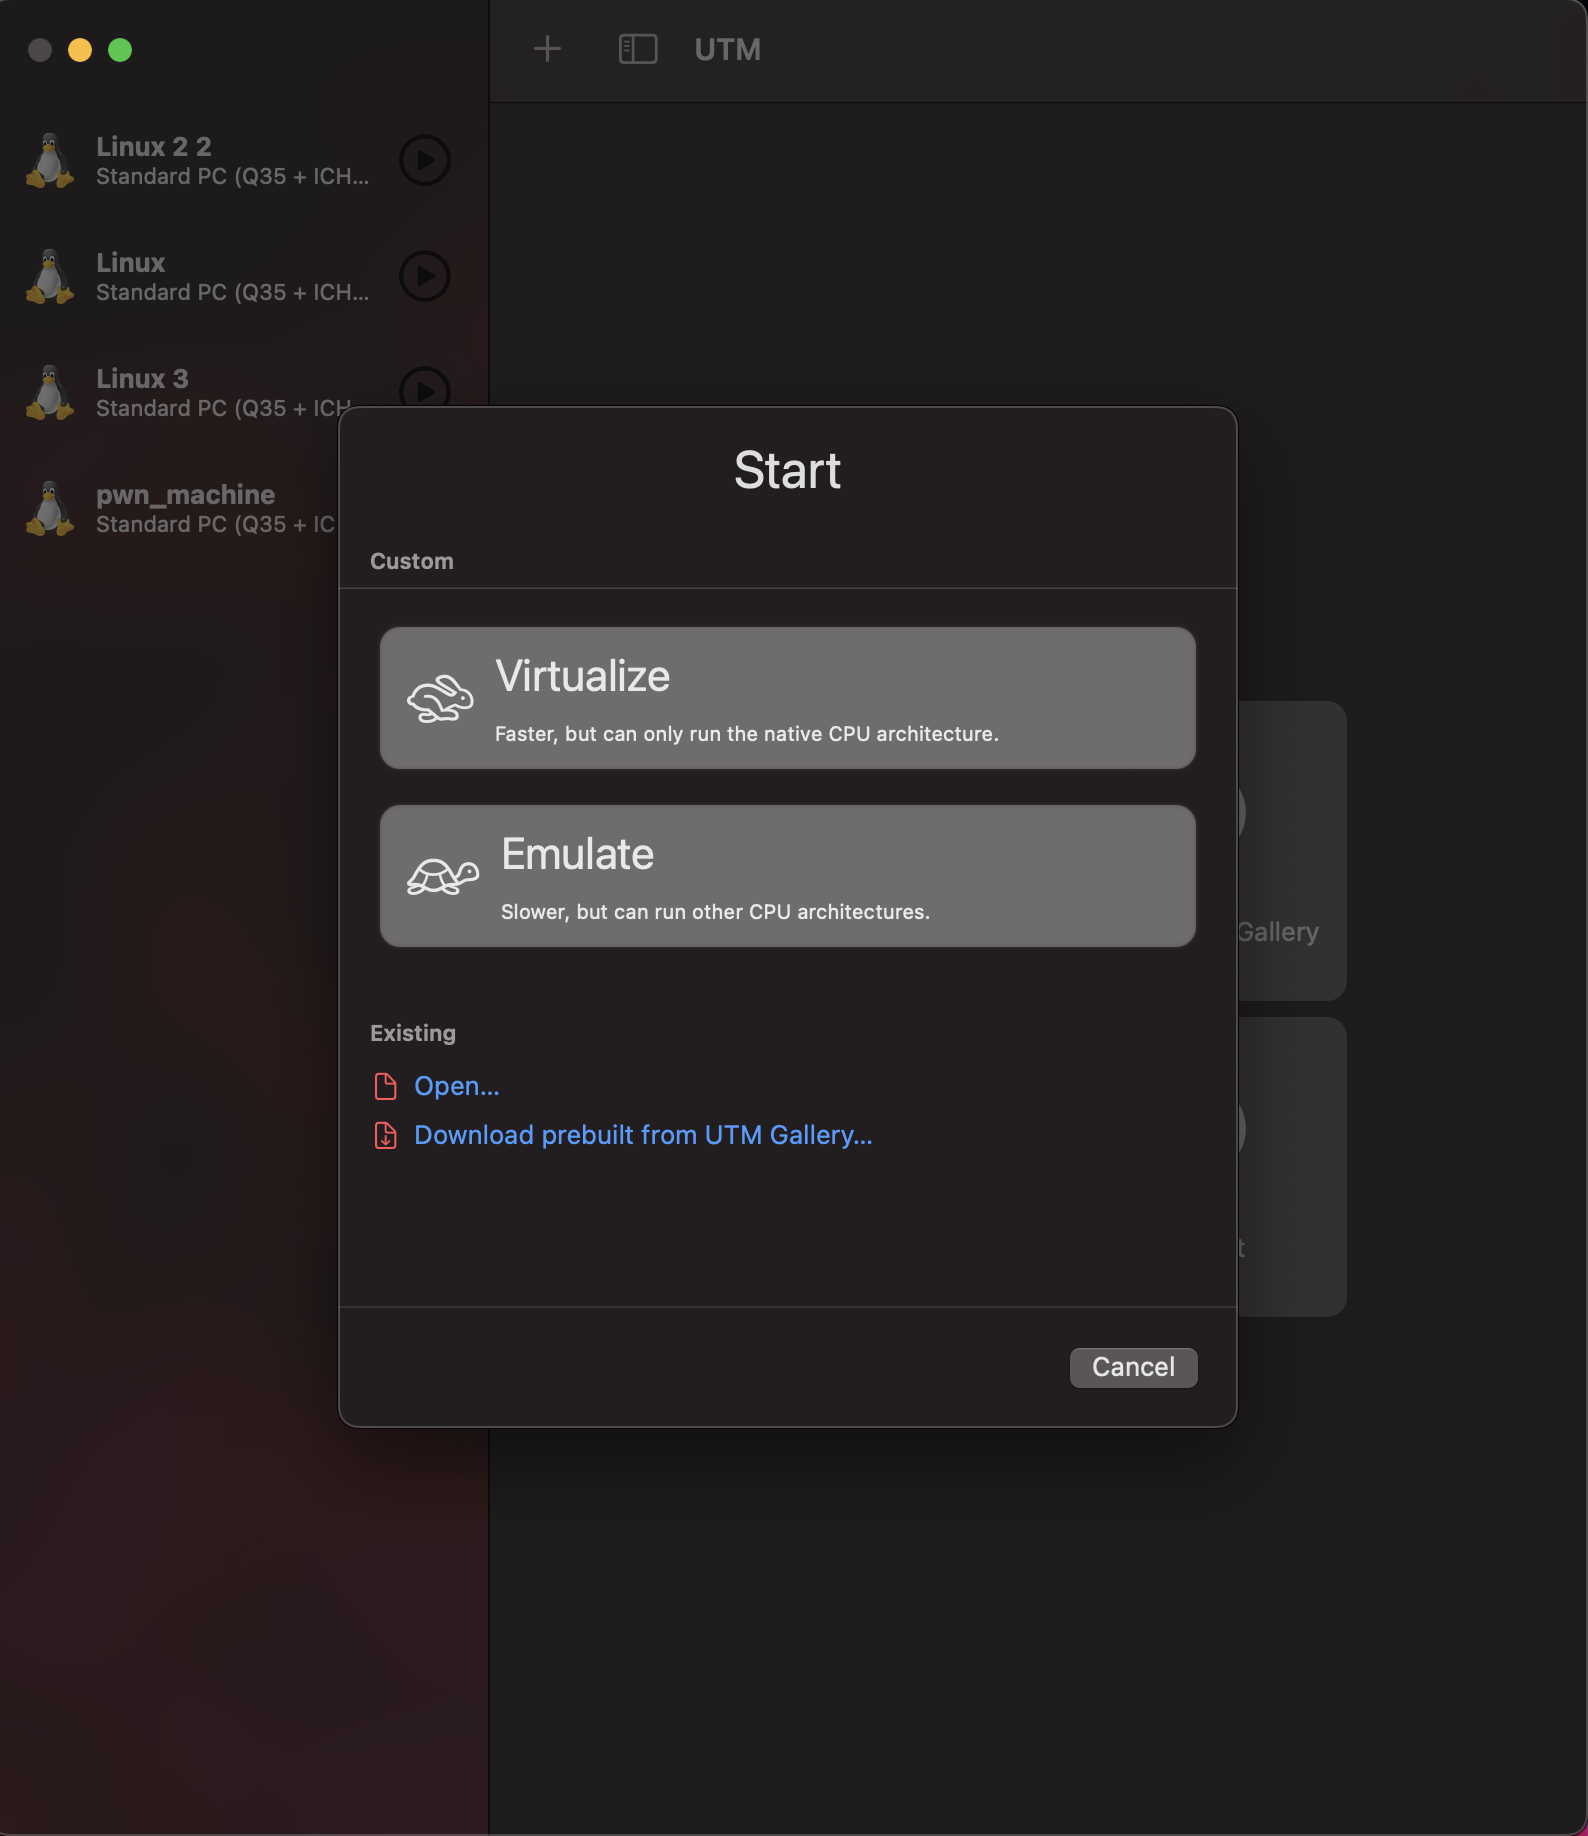 UTM
Linux 2 2
Standard PC (Q35 + ICH...
Linux
Standard PC (Q35 + ICH...
Linux 3
Standard PC (Q35 + ICH
pwn_machine
Standard PC (Q35 + IC
Start
Custom
Virtualize
Faster, but can only run the native CPU architecture.
Emulate
Slower, but can run other CPU architectures.
Gallery
Existing
Open...
Download prebuilt from UTM Gallery...
t
Cancel